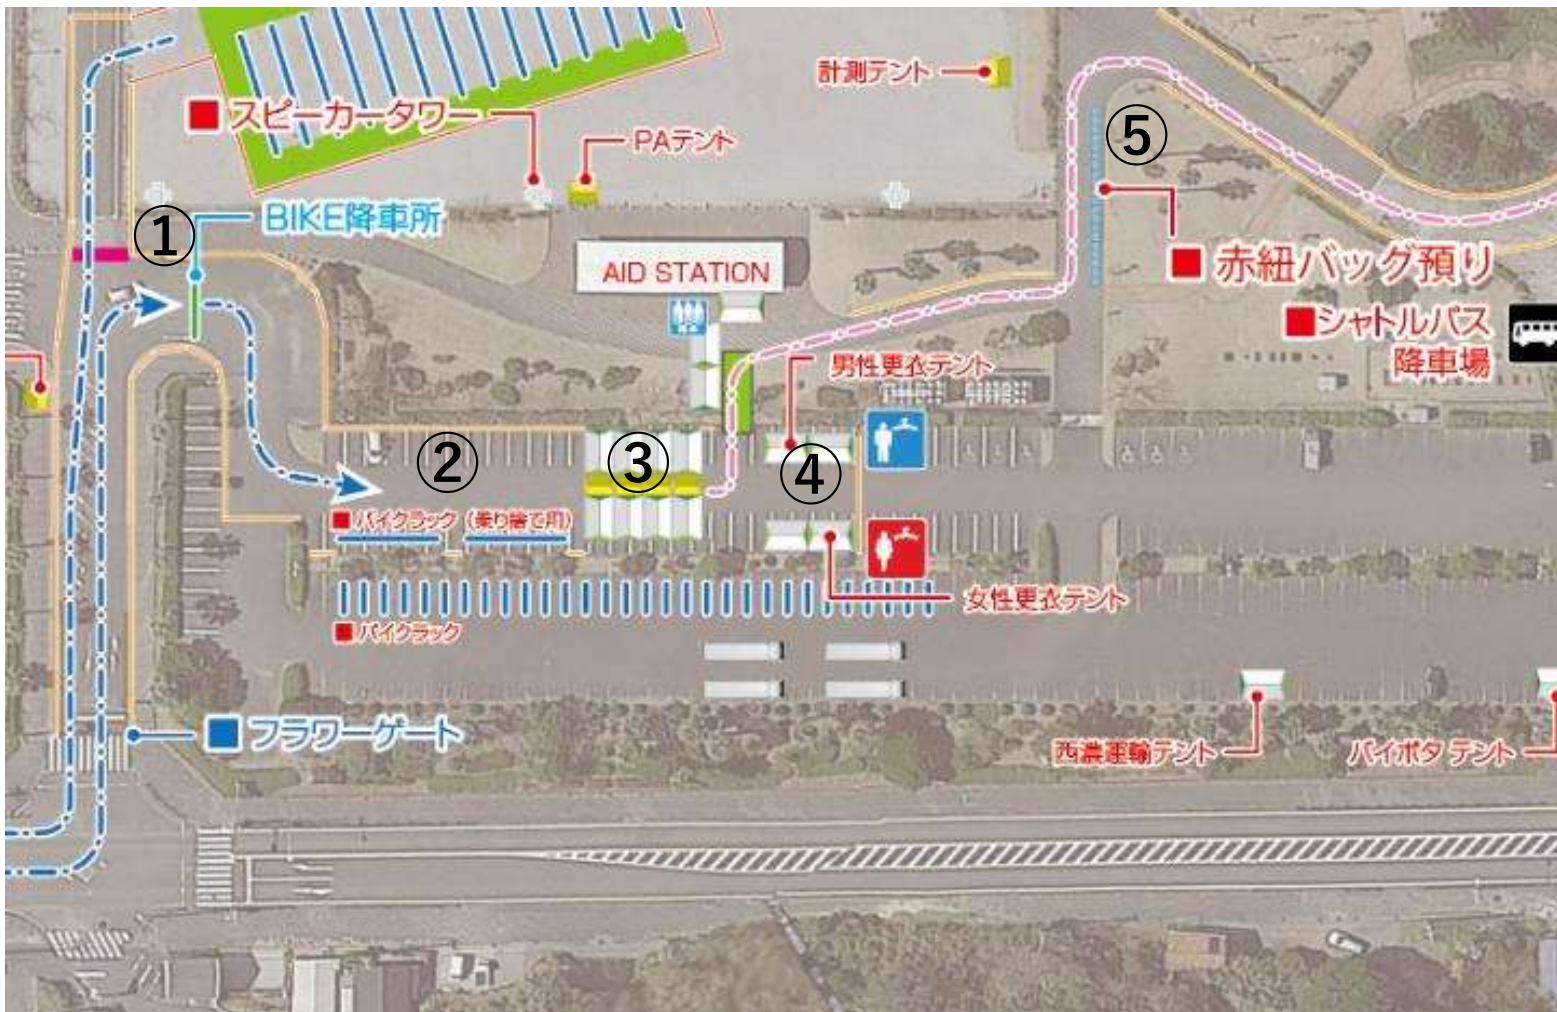 計測テント
■スピーカータワー
PAテント
⑤
①
BIKE降車所
AID STATION
■赤紐バッグ預り
■シャトルバス
降車場
男性更衣テント
②
③
④
■バイクラック (乗り捨て用)
女性更衣テント
■バイクラック
■フラワーゲート
西濃運輸テント
バイボタ テント